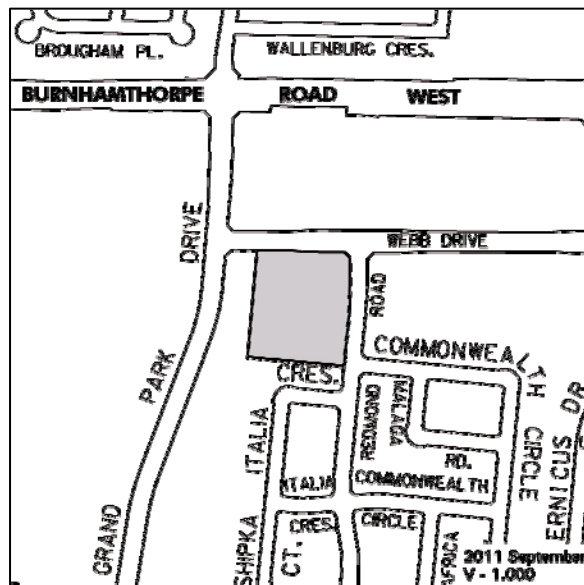 BROUGHAM PL.
WALLENBURG CRES.
BURNHAMTHORPE ROAD WEST
WEBB DRIVE
GRAND PARK DRIVE
ROAD
COMMONWEALTH CIRCLE
CRES.
ITALIA
REDMOND
MALAGA
RD.
ITALIA
CRES.
COMMONWEALTH
CIRCLE
SHIPKA
CT.
AFRICA
ERNICUS
DR
2011 September
V - 1.000